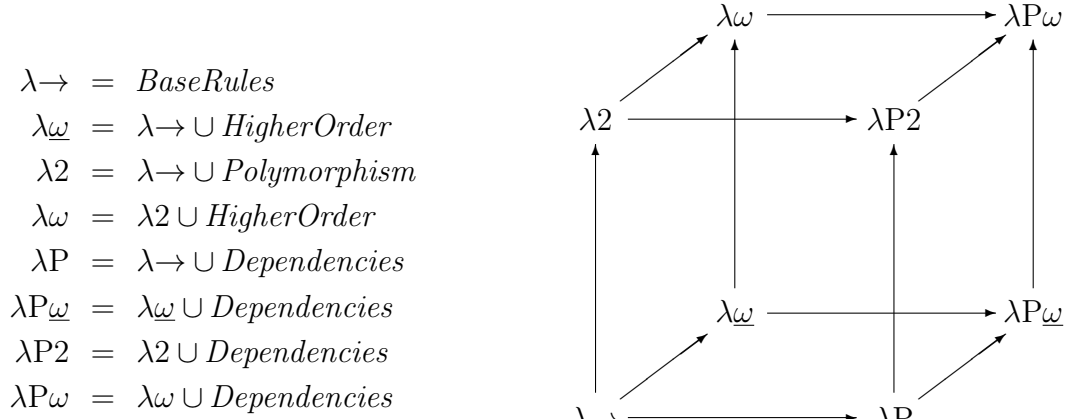 λ→ = BaseRules
λω̲ = λ→ ∪ HigherOrder
λ2 = λ→ ∪ Polymorphism
λω = λ2 ∪ HigherOrder
λP = λ→ ∪ Dependencies
λPω̲ = λω̲ ∪ Dependencies
λP2 = λ2 ∪ Dependencies
λPω = λω ∪ Dependencies
λω λPω
λ2 λP2
λω̲ λPω̲
λ→ λP